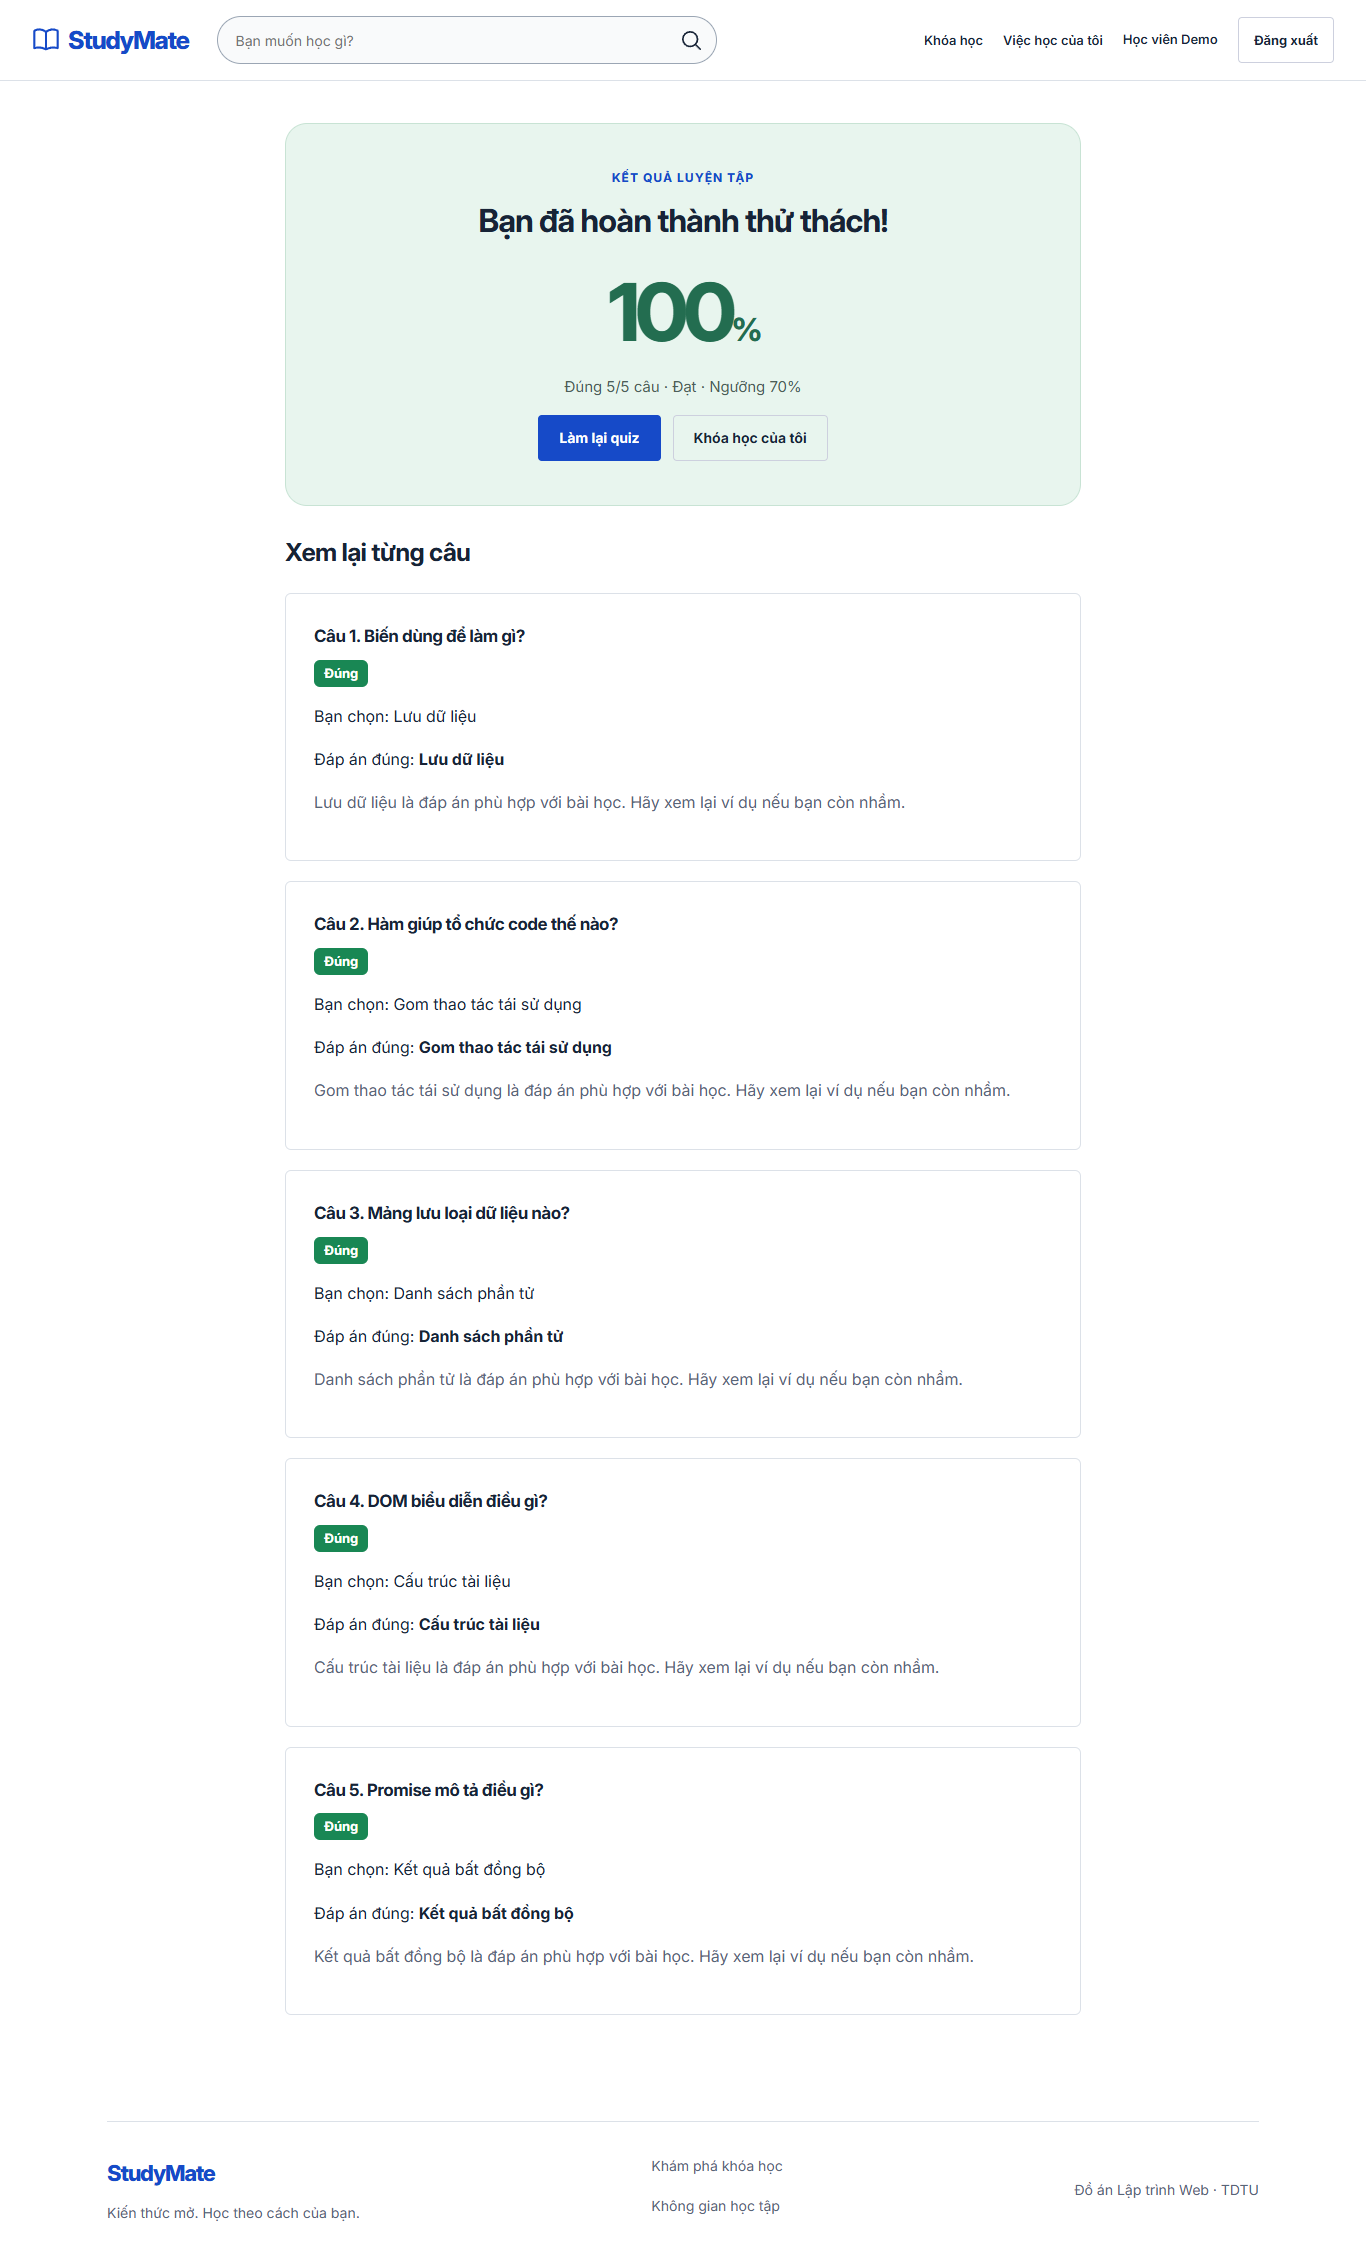 StudyMate
Bạn muốn học gì?
Khóa học
Việc học của tôi
Học viên Demo
Đăng xuất
KẾT QUẢ LUYỆN TẬP
Bạn đã hoàn thành thử thách!
100%
Đúng 5/5 câu · Đạt · Ngưỡng 70%
Làm lại quiz
Khóa học của tôi
Xem lại từng câu
Câu 1. Biến dùng để làm gì?
Đúng
Bạn chọn: Lưu dữ liệu
Đáp án đúng: Lưu dữ liệu
Lưu dữ liệu là đáp án phù hợp với bài học. Hãy xem lại ví dụ nếu bạn còn nhầm.
Câu 2. Hàm giúp tổ chức code thế nào?
Đúng
Bạn chọn: Gom thao tác tái sử dụng
Đáp án đúng: Gom thao tác tái sử dụng
Gom thao tác tái sử dụng là đáp án phù hợp với bài học. Hãy xem lại ví dụ nếu bạn còn nhầm.
Câu 3. Mảng lưu loại dữ liệu nào?
Đúng
Bạn chọn: Danh sách phần tử
Đáp án đúng: Danh sách phần tử
Danh sách phần tử là đáp án phù hợp với bài học. Hãy xem lại ví dụ nếu bạn còn nhầm.
Câu 4. DOM biểu diễn điều gì?
Đúng
Bạn chọn: Cấu trúc tài liệu
Đáp án đúng: Cấu trúc tài liệu
Cấu trúc tài liệu là đáp án phù hợp với bài học. Hãy xem lại ví dụ nếu bạn còn nhầm.
Câu 5. Promise mô tả điều gì?
Đúng
Bạn chọn: Kết quả bất đồng bộ
Đáp án đúng: Kết quả bất đồng bộ
Kết quả bất đồng bộ là đáp án phù hợp với bài học. Hãy xem lại ví dụ nếu bạn còn nhầm.
StudyMate
Kiến thức mở. Học theo cách của bạn.
Khám phá khóa học
Không gian học tập
Đồ án Lập trình Web · TDTU